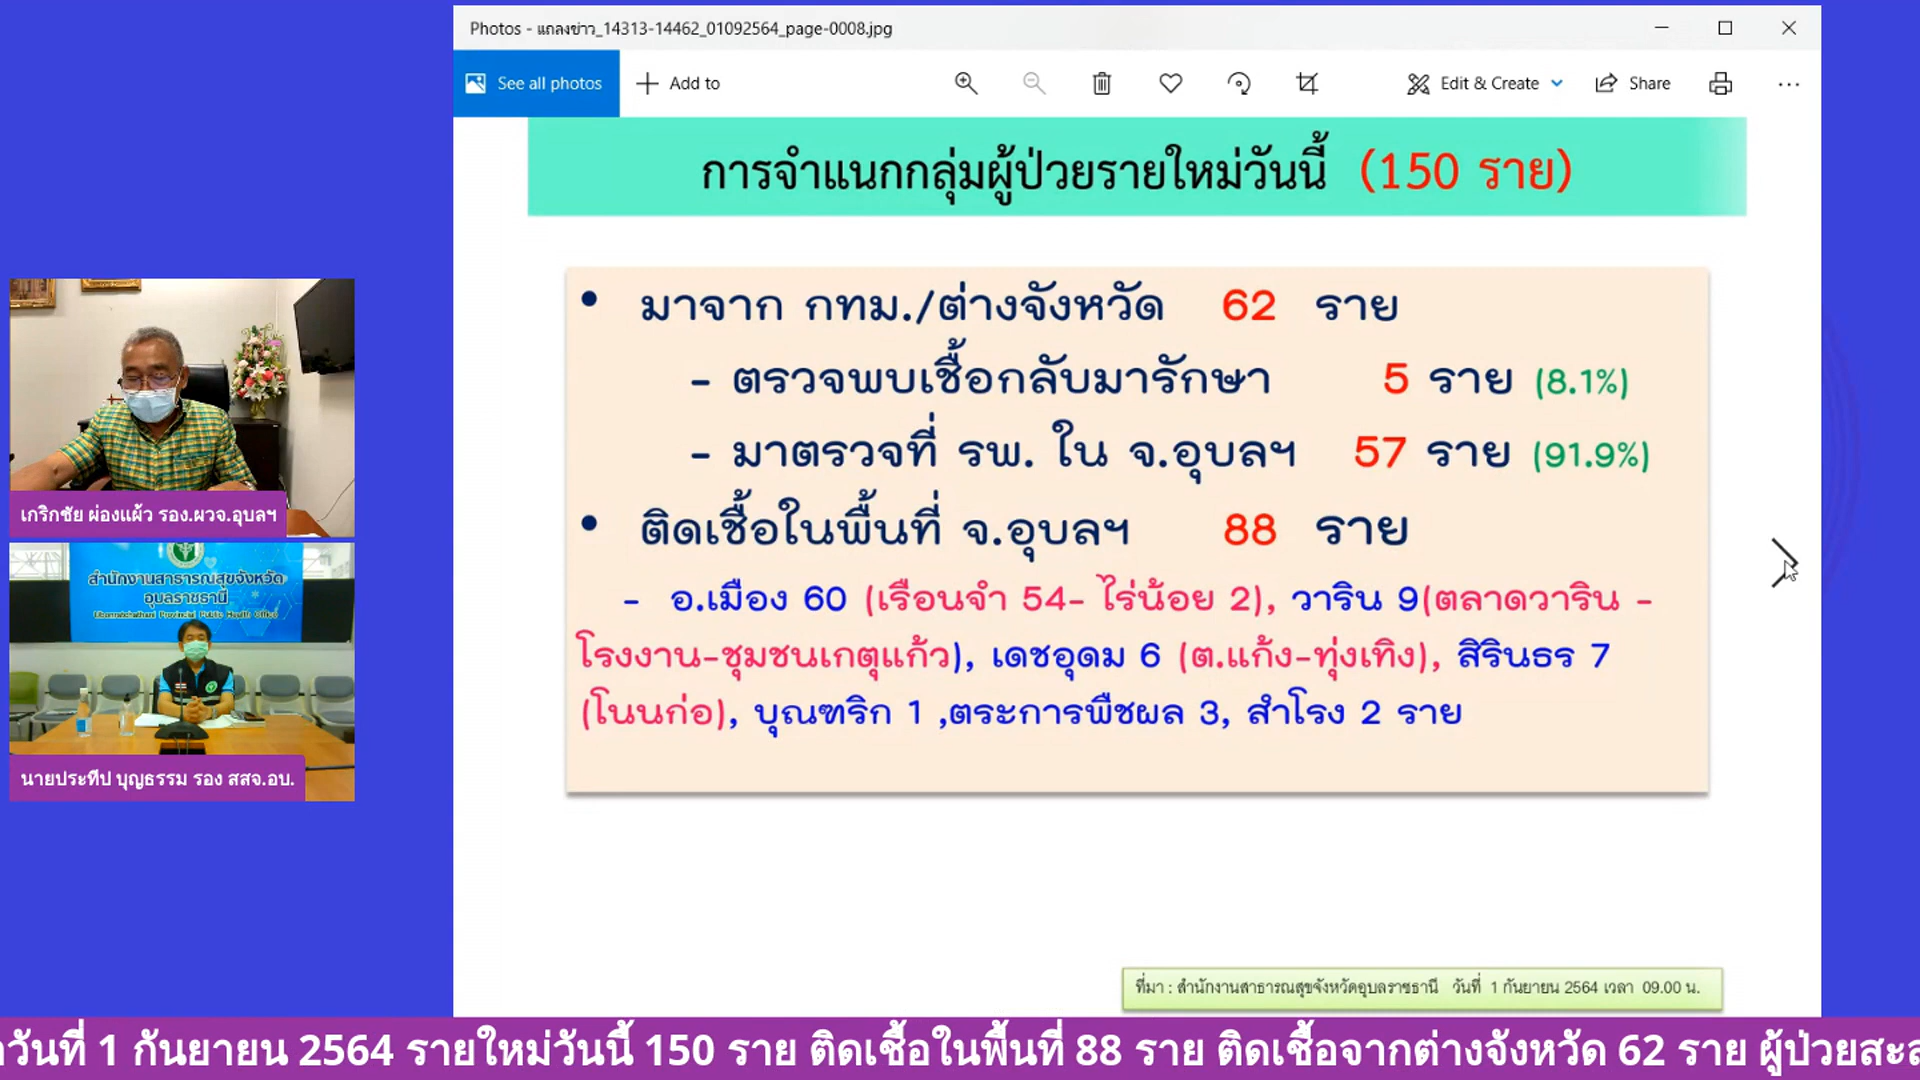 Photos - แถลงข่าว_14313-14462_01092564_page-0008.jpg
See all photos
Add to
Edit & Create
Share
การจำแนกกลุ่มผู้ป่วยรายใหม่วันนี้ (150 ราย)
• มาจาก กทม./ต่างจังหวัด 62 ราย
- ตรวจพบเชื้อกลับมารักษา 5 ราย (8.1%)
- มาตรวจที่ รพ. ใน จ.อุบลฯ 57 ราย (91.9%)
• ติดเชื้อในพื้นที่ จ.อุบลฯ 88 ราย
- อ.เมือง 60 (เรือนจำ 54- ไร่น้อย 2), วาริน 9(ตลาดวาริน -
โรงงาน-ชุมชนเกตุแก้ว), เดชอุดม 6 (ต.แก้ง-ทุ่งเทิง), สิรินธร 7
(โนนก่อ), บุณฑริก 1 ,ตระการพืชผล 3, สำโรง 2 ราย
เกริกชัย ผ่องแผ้ว รอง.ผวจ.อุบลฯ
สำนักงานสาธารณสุขจังหวัด
อุบลราชธานี
Ubonratchathani Provincial Public Health Office
นายประทีป บุญธรรม รอง สสจ.อบ.
ที่มา : สำนักงานสาธารณสุขจังหวัดอุบลราชธานี วันที่ 1 กันยายน 2564 เวลา 09.00 น.
วันที่ 1 กันยายน 2564 รายใหม่วันนี้ 150 ราย ติดเชื้อในพื้นที่ 88 ราย ติดเชื้อจากต่างจังหวัด 62 ราย ผู้ป่วยสะส